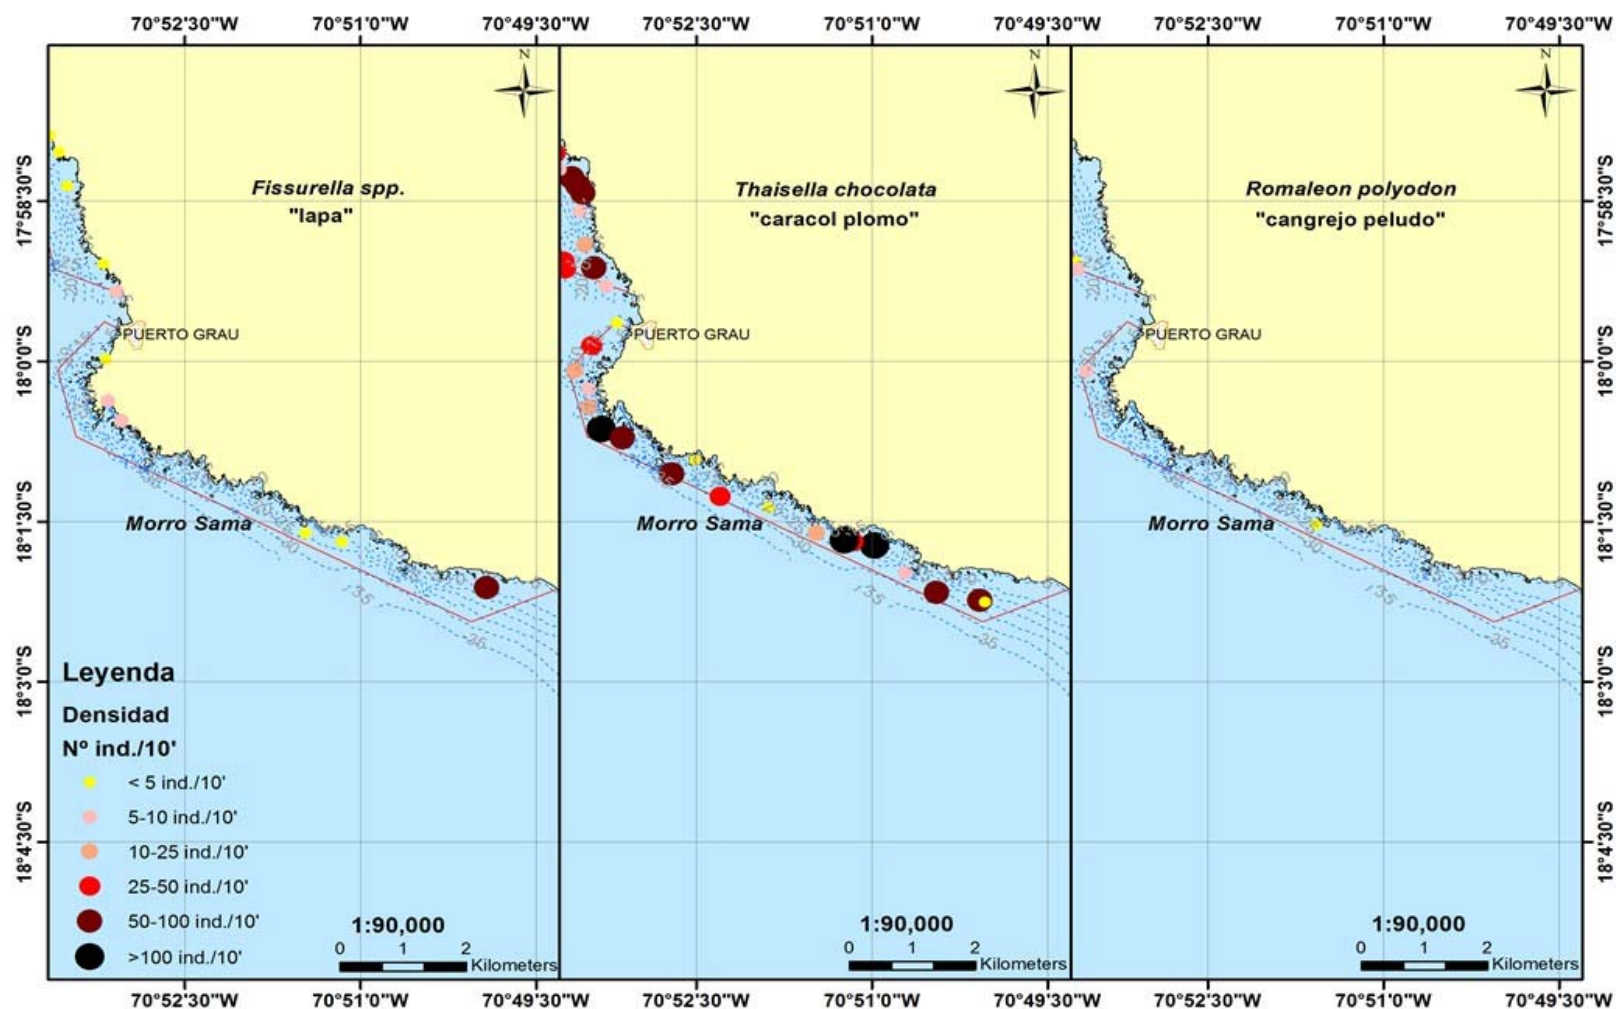 70°52'30"W 70°51'0"W 70°49'30"W 70°52'30"W 70°51'0"W 70°49'30"W 70°52'30"W 70°51'0"W 70°49'30"W
N N N
17°58'30"S 17°58'30"S
Fissurella spp.
"lapa"
Thaisella chocolata
"caracol plomo"
Romaleon polyodon
"cangrejo peludo"
PUERTO GRAU PUERTO GRAU PUERTO GRAU
18°0'0"S 18°0'0"S
18°1'30"S 18°1'30"S
Morro Sama Morro Sama Morro Sama
18°3'0"S 18°3'0"S
Leyenda
Densidad
Nº ind./10'
< 5 ind./10'
5-10 ind./10'
10-25 ind./10'
25-50 ind./10'
50-100 ind./10'
>100 ind./10'
18°4'30"S 18°4'30"S
1:90,000 1:90,000 1:90,000
0 1 2 0 1 2 0 1 2
Kilometers Kilometers Kilometers
70°52'30"W 70°51'0"W 70°49'30"W 70°52'30"W 70°51'0"W 70°49'30"W 70°52'30"W 70°51'0"W 70°49'30"W